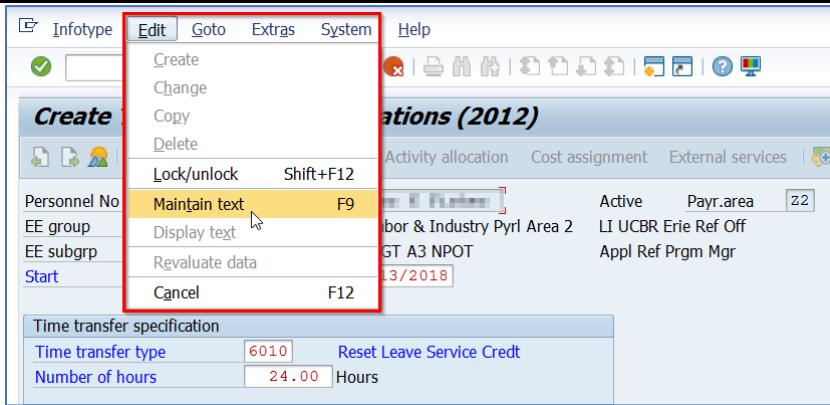 Infotype Edit Goto Extras System Help
Create
Change
Copy
Delete
Lock/unlock Shift+F12
Maintain text F9
Display text
Revaluate data
Cancel F12
Create ations (2012)
Activity allocation Cost assignment External services
Personnel No Active Payr.area Z2
EE group bor & Industry Pyrl Area 2 LI UCBR Erie Ref Off
EE subgrp GT A3 NPOT Appl Ref Prgm Mgr
Start 13/2018
Time transfer specification
Time transfer type 6010 Reset Leave Service Credt
Number of hours 24.00 Hours